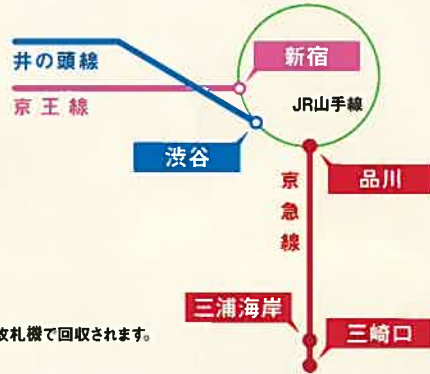 新宿
井の頭線
JR山手線
京王線
渋谷
品川
京急線
三浦海岸
三崎口
改札機で回収されます。